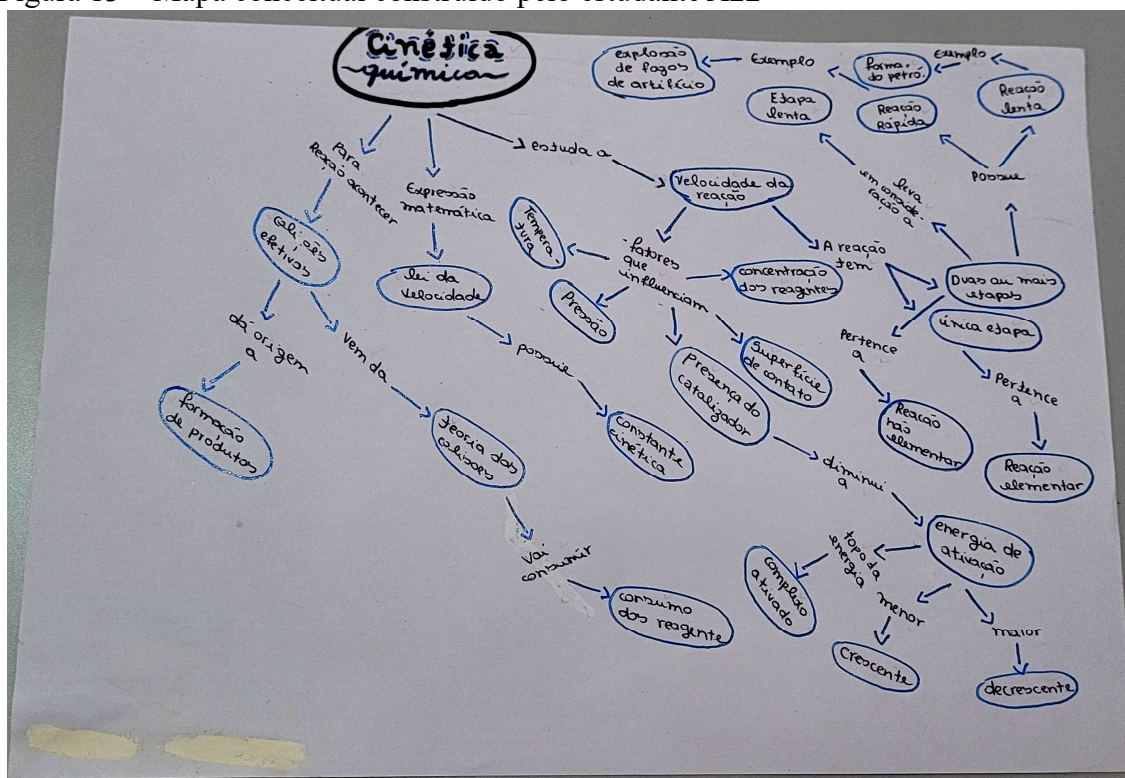 Cinética
química
Para
Reação acontecer
colisões
efetivas
dá origem
a
formação
de produtos
Vem da
teoria das
colisões
vai
consumir
consumo
dos reagente
Expressão
matemática
lei da
velocidade
possuie
constante
cinética
estuda a
velocidade da
reação
fatores
que
influenciam
Tempera-
tura
Pressão
concentração
dos reagentes
Superfície
de contato
Presença do
catalizador
diminui
a
energia de
ativação
topo da
energia
complexo
ativado
menor
Crescente
maior
decrescente
A reação
tem
Duas ou mais
etapas
única etapa
Pertence
a
Reação
não
elementar
Pertence
a
Reação
elementar
leva
em conside-
ração a
Etapa
lenta
Possue
Reação
Rápida
Exemplo
explosão
de fogos
de artifício
Reação
lenta
Exemplo
forma.
do petró.